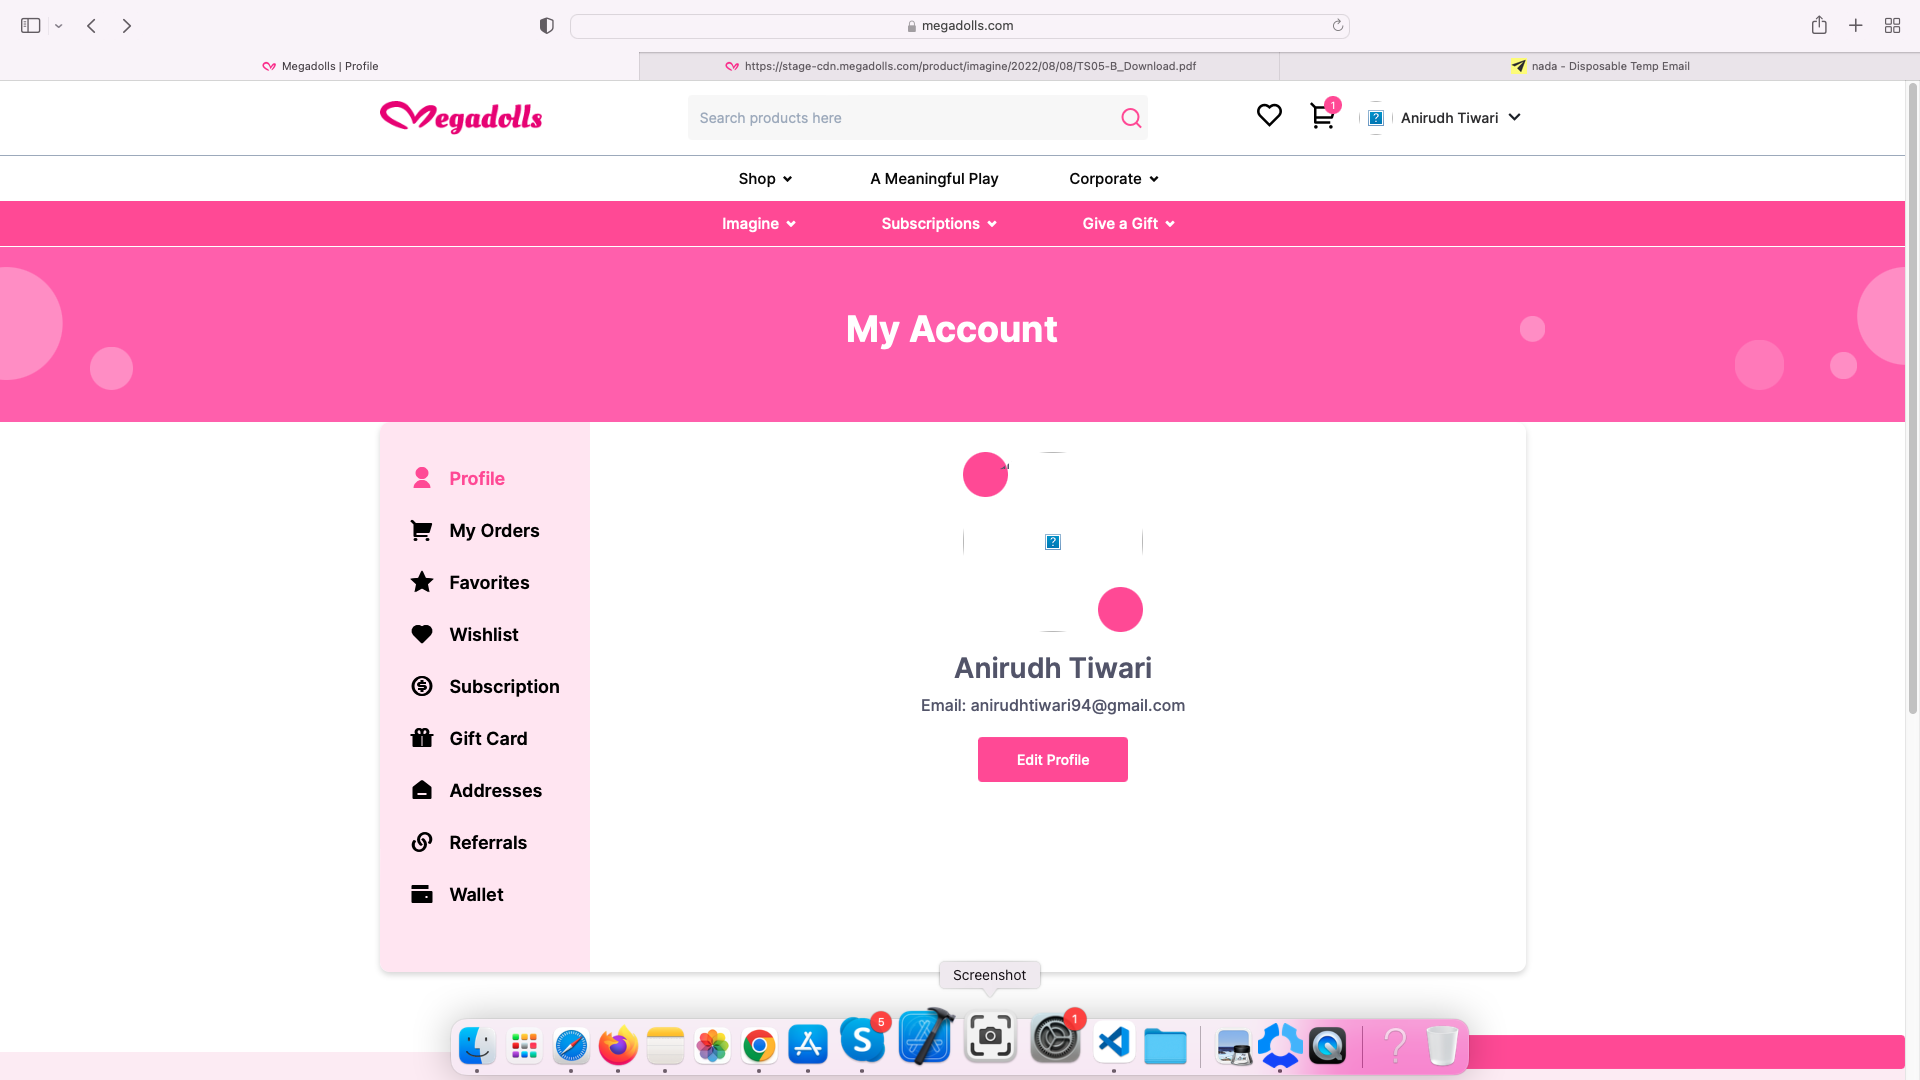 megadolls.com
Megadolls | Profile
https://stage-cdn.megadolls.com/product/imagine/2022/08/08/TS05-B_Download.pdf
nada - Disposable Temp Email
Megadolls
Search products here
1
Anirudh Tiwari
Shop
A Meaningful Play
Corporate
Imagine
Subscriptions
Give a Gift
My Account
Profile
My Orders
Favorites
Wishlist
Subscription
Gift Card
Addresses
Referrals
Wallet
Anirudh Tiwari
Email: anirudhtiwari94@gmail.com
Edit Profile
Screenshot
5
1